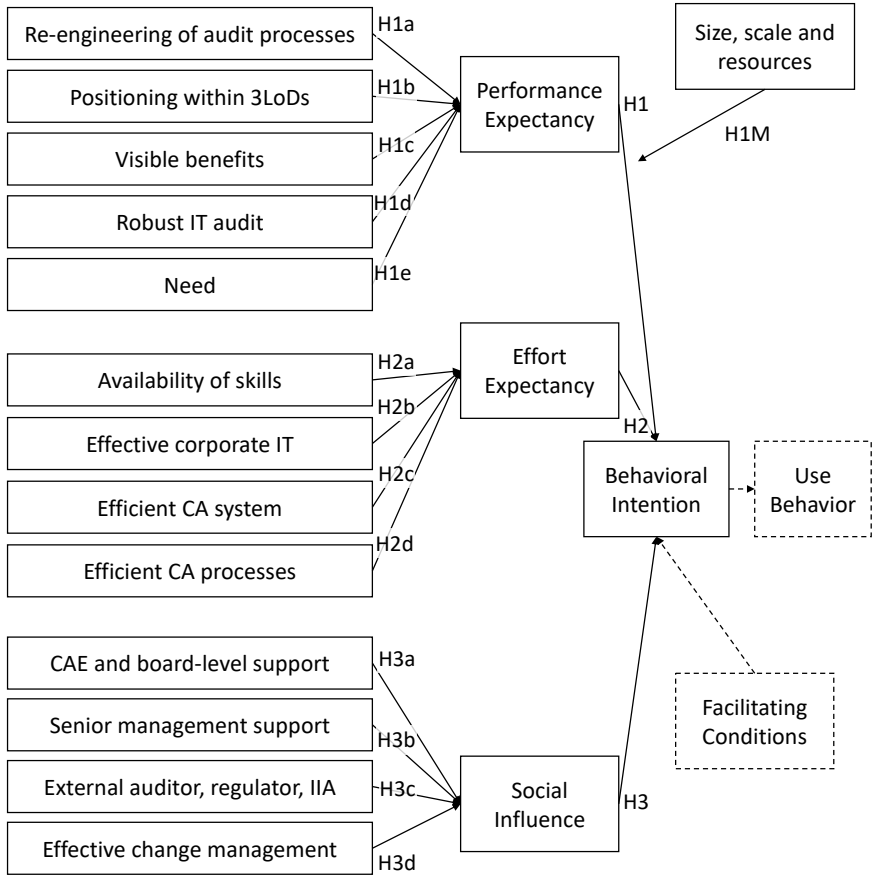 Re-engineering of audit processes
H1a
Positioning within 3LoDs
H1b
Visible benefits
H1c
Robust IT audit
H1d
Need
H1e
Performance
Expectancy
H1
Size, scale and
resources
H1M
Availability of skills
H2a
Effective corporate IT
H2b
Efficient CA system
H2c
Efficient CA processes
H2d
Effort
Expectancy
H2
Behavioral
Intention
Use
Behavior
CAE and board-level support
H3a
Senior management support
H3b
External auditor, regulator, IIA
H3c
Effective change management
H3d
Social
Influence
H3
Facilitating
Conditions